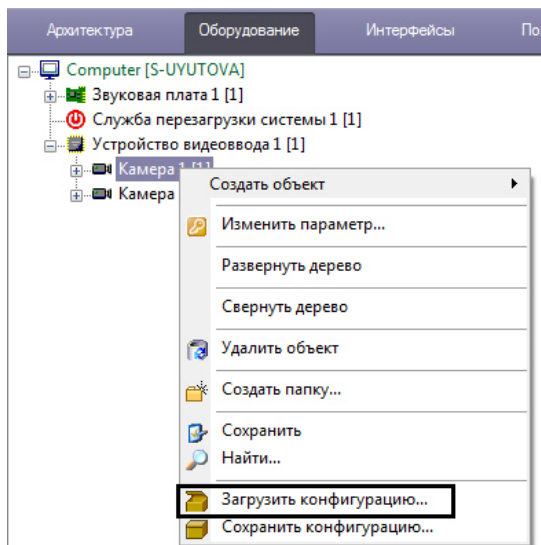 Архитектура Оборудование Интерфейсы По
Computer [S-UYUTOVA]
Звуковая плата 1 [1]
Служба перезагрузки системы 1 [1]
Устройство видеоввода 1 [1]
Камера 1 [1]
Камера
Создать объект
Изменить параметр...
Развернуть дерево
Свернуть дерево
Удалить объект
Создать папку...
Сохранить
Найти...
Загрузить конфигурацию...
Сохранить конфигурацию...